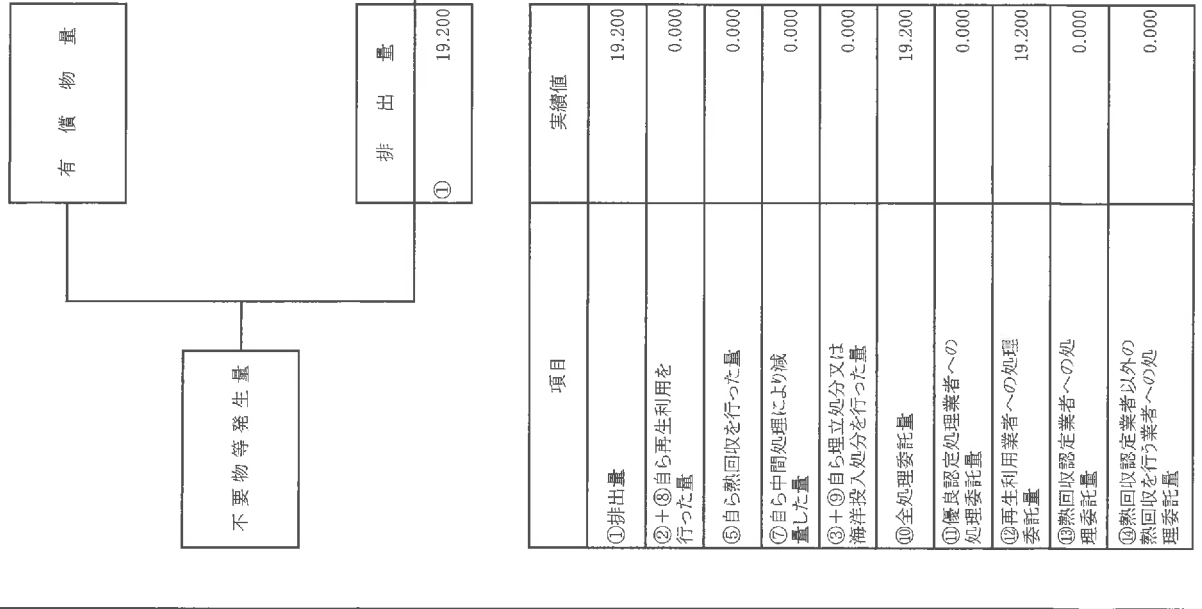 有償物量
不要物等発生量
排出量
① 19.200
項目 実績値
①排出量 19.200
②+⑧自ら再生利用を
行った量 0.000
⑤自ら熱回収を行った量 0.000
⑦自ら中間処理により減
量した量 0.000
③+⑨自ら埋立処分又は
海洋投入処分を行った量 0.000
⑩全処理委託量 19.200
⑪優良認定処理業者への
処理委託量 0.000
⑫再生利用業者への処理
委託量 19.200
⑬熱回収認定業者への処
理委託量 0.000
⑭熱回収認定業者以外の
熱回収を行う業者への処
理委託量 0.000